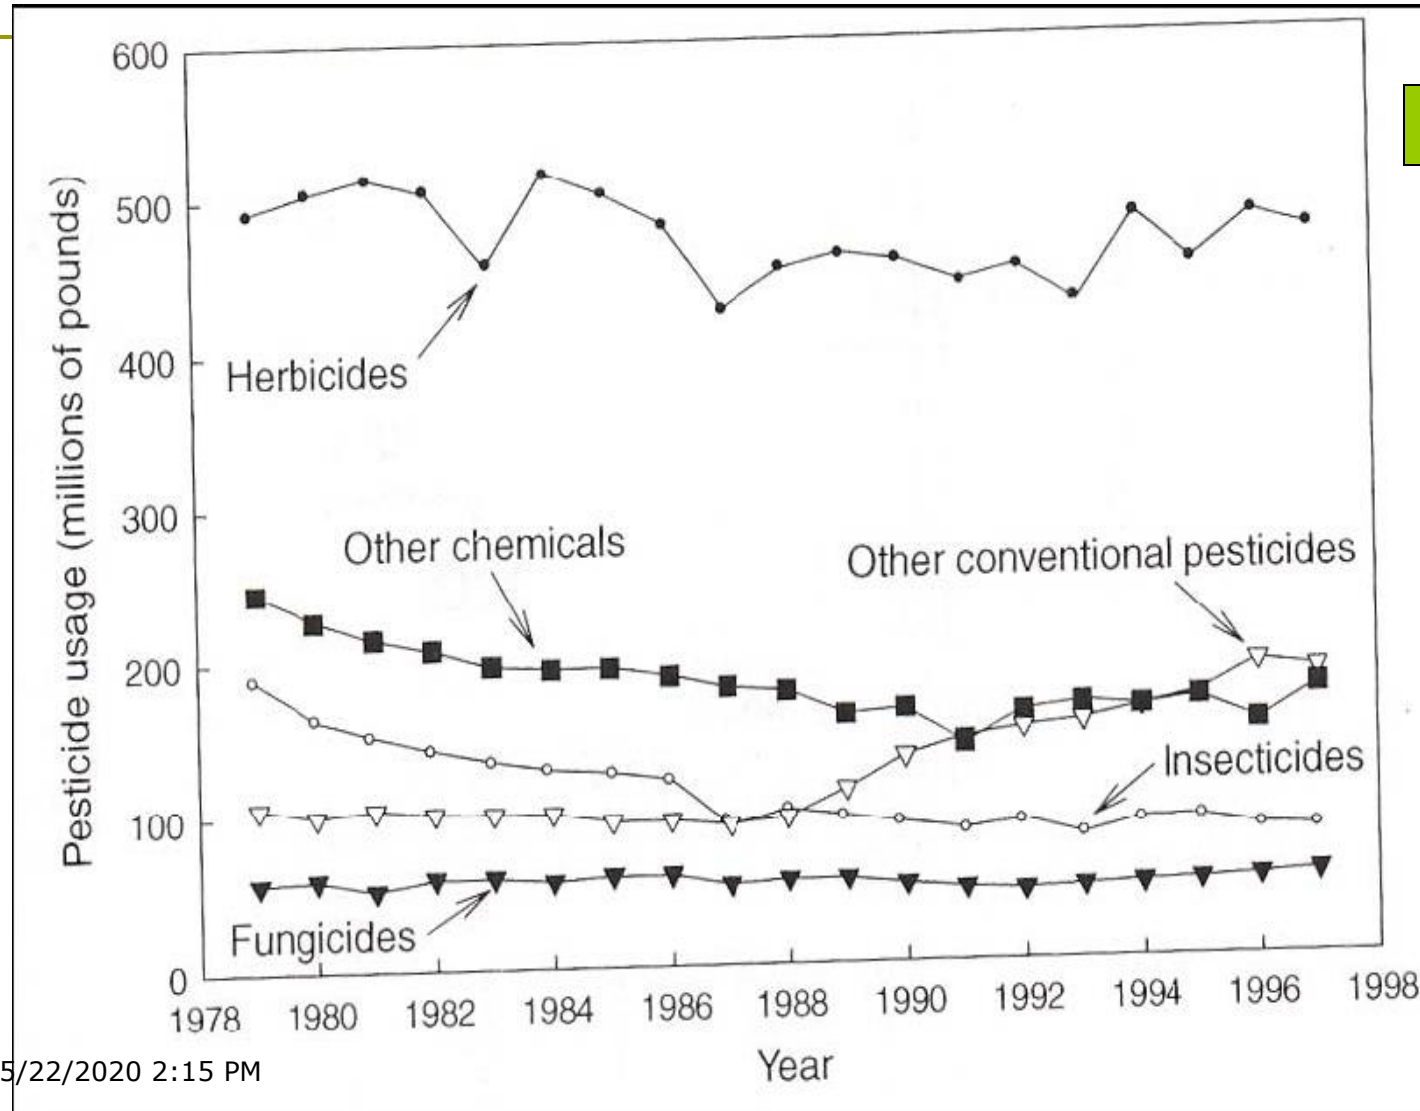 600
500
400
300
200
100
0
Pesticide usage (millions of pounds)
Herbicides
Other chemicals
Other conventional pesticides
Insecticides
Fungicides
1978 1980 1982 1984 1986 1988 1990 1992 1994 1996 1998
Year
5/22/2020 2:15 PM